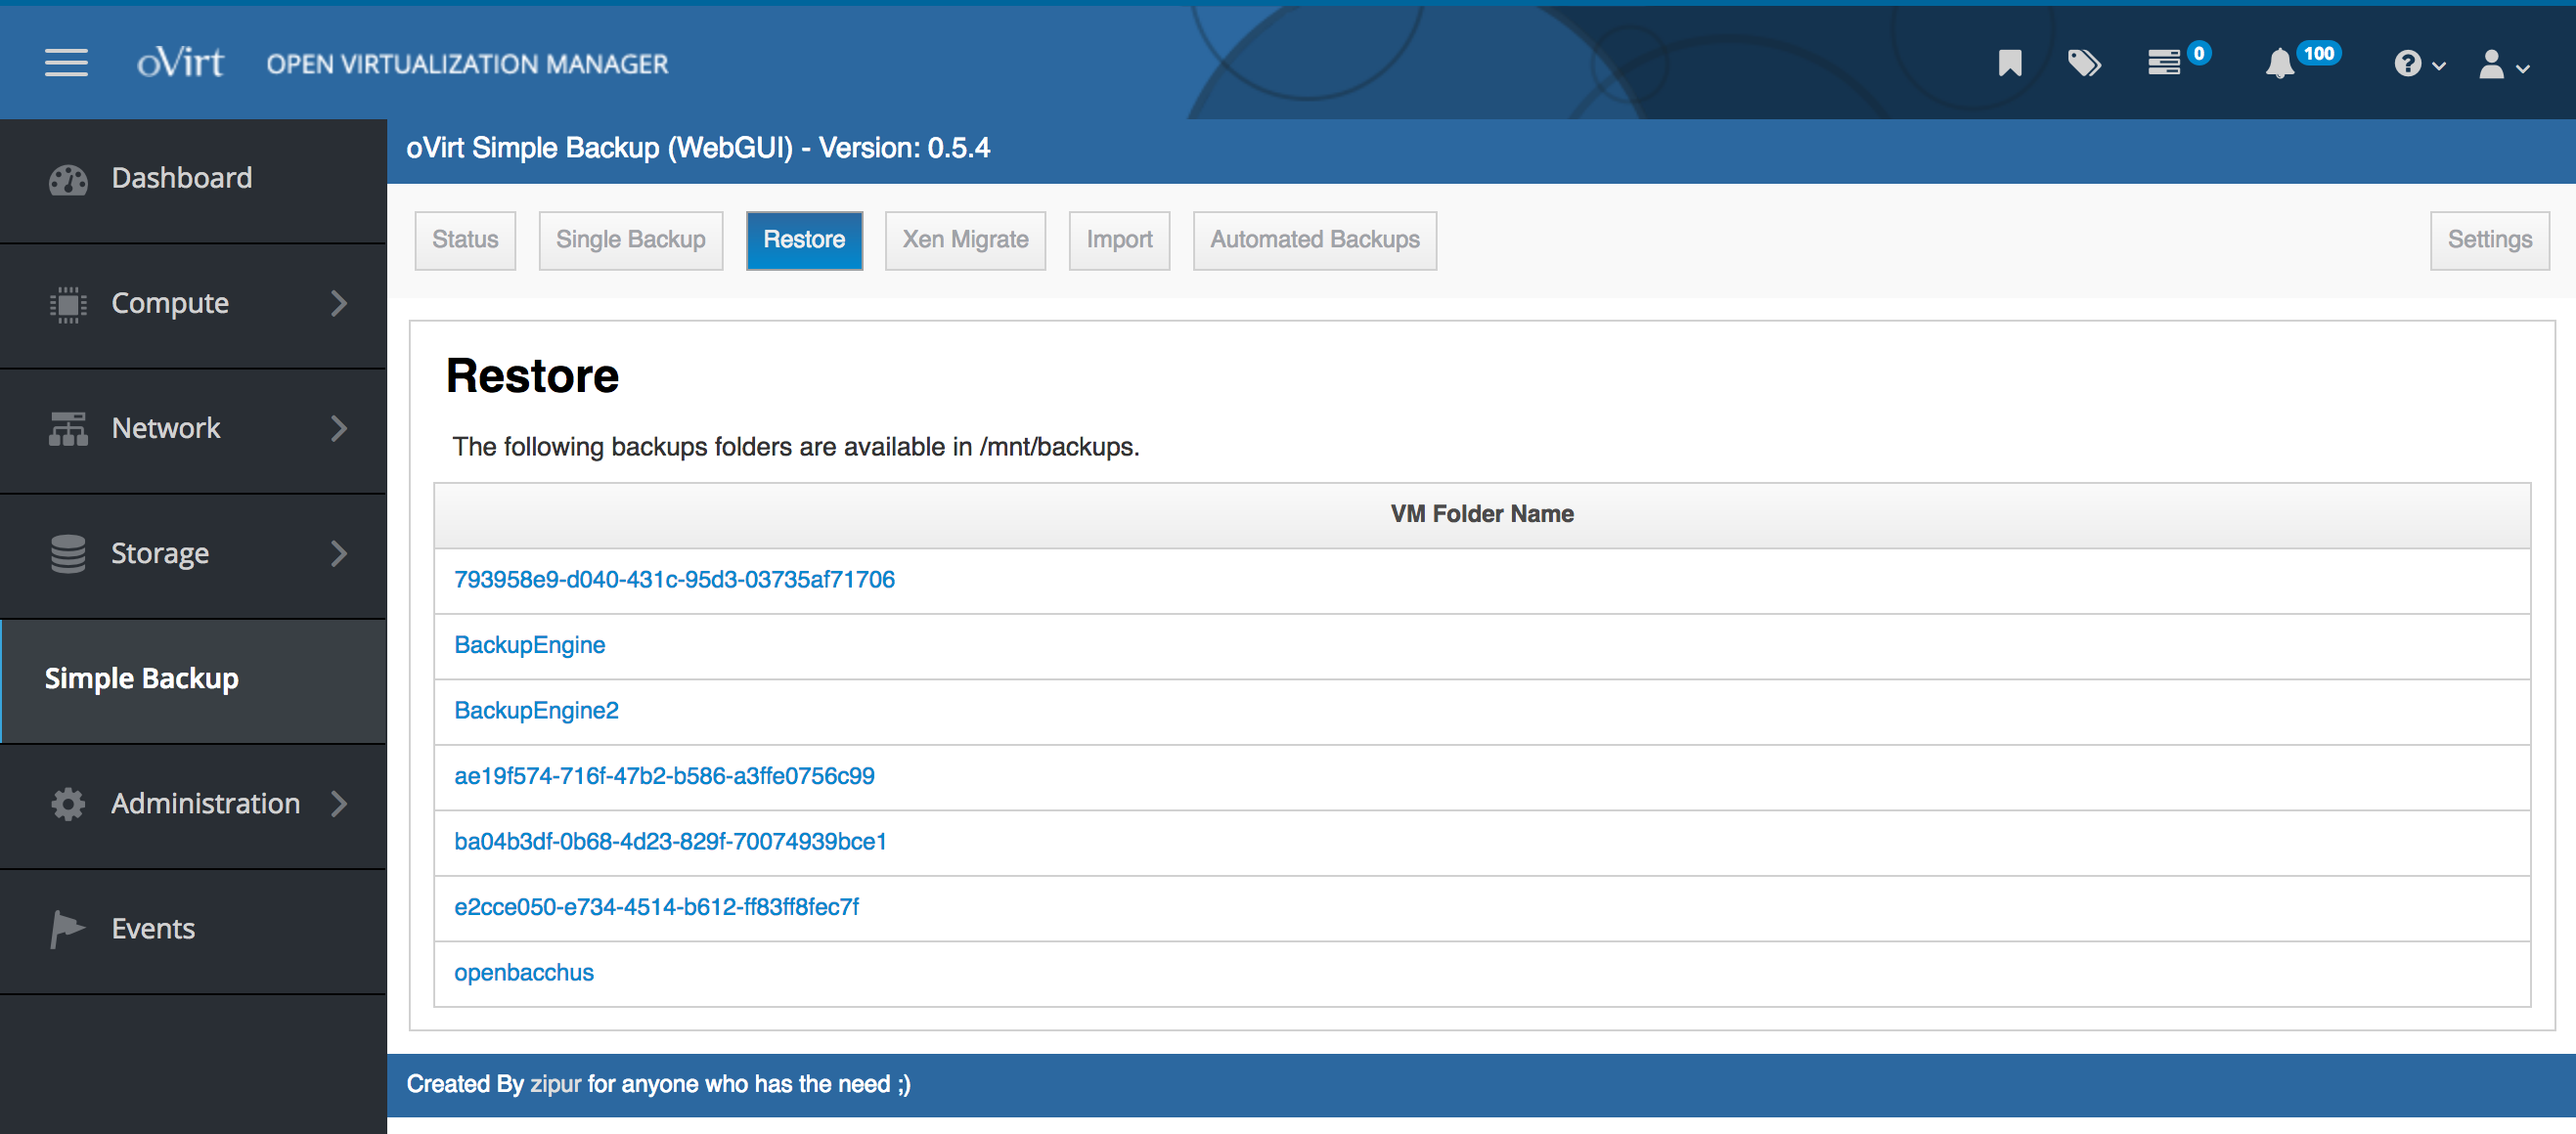 oVirt OPEN VIRTUALIZATION MANAGER
0
100
oVirt Simple Backup (WebGUI) - Version: 0.5.4
Dashboard
Compute
Network
Storage
Simple Backup
Administration
Events
Status Single Backup Restore Xen Migrate Import Automated Backups Settings
Restore
The following backups folders are available in /mnt/backups.
VM Folder Name
793958e9-d040-431c-95d3-03735af71706
BackupEngine
BackupEngine2
ae19f574-716f-47b2-b586-a3ffe0756c99
ba04b3df-0b68-4d23-829f-70074939bce1
e2cce050-e734-4514-b612-ff83ff8fec7f
openbacchus
Created By zipur for anyone who has the need ;)